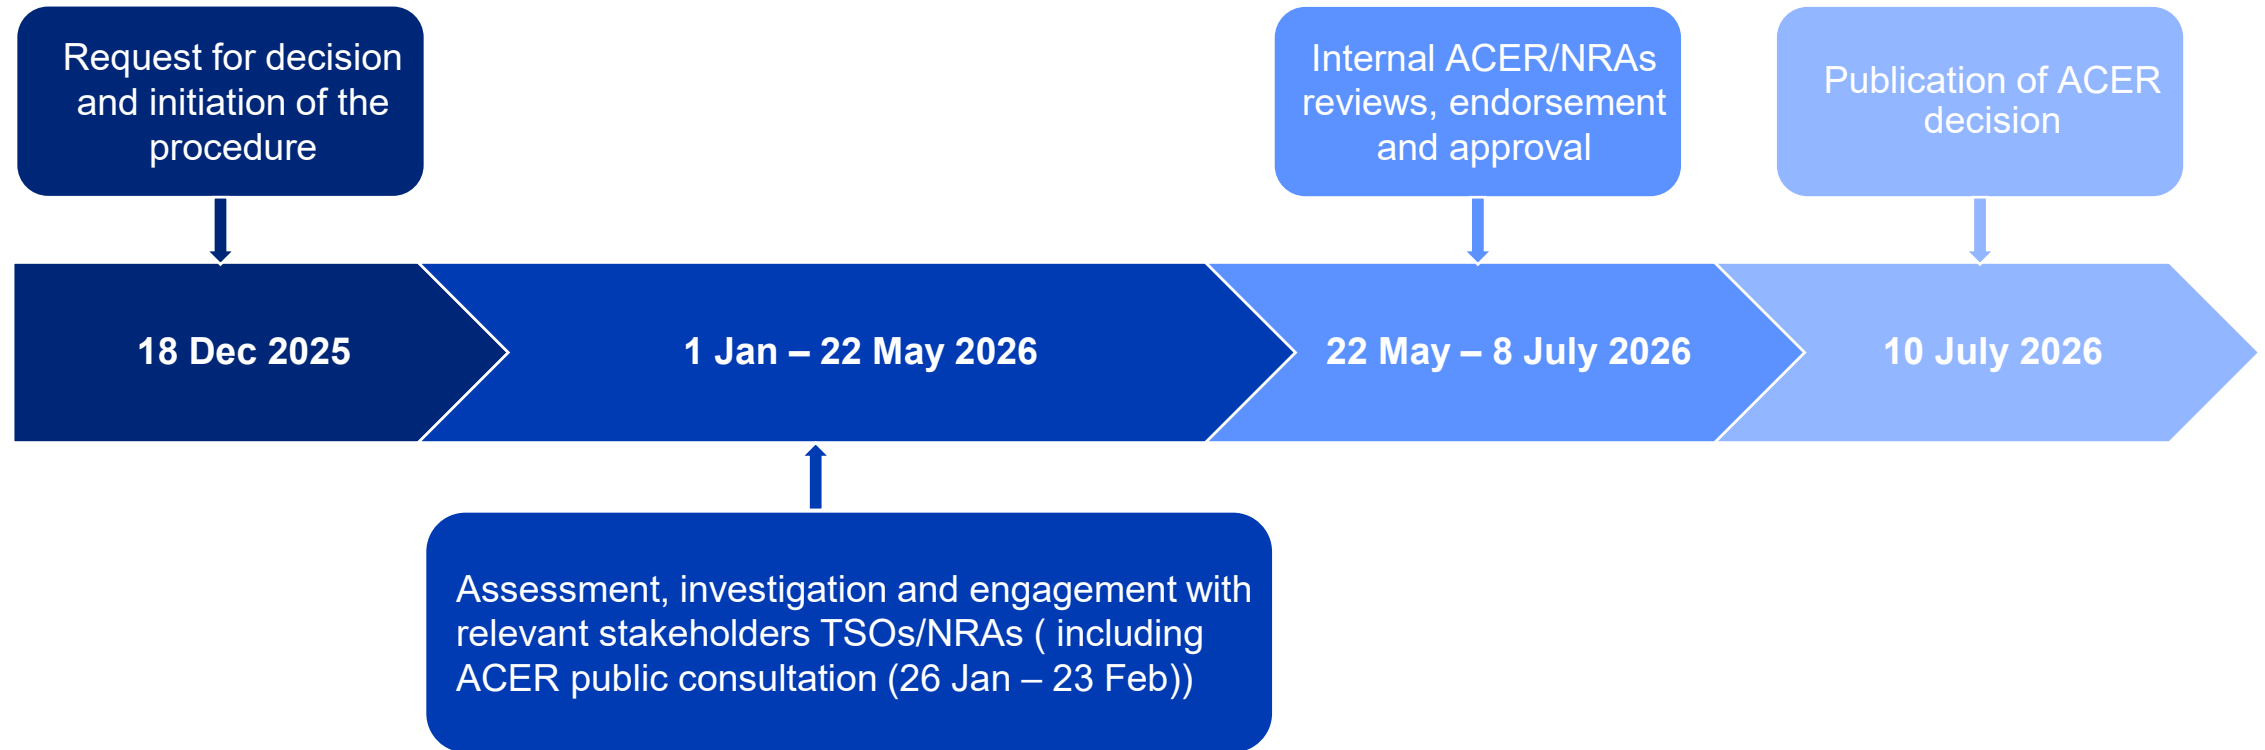 Request for decision
and initiation of the
procedure
Internal ACER/NRAs
reviews, endorsement
and approval
Publication of ACER
decision
18 Dec 2025
1 Jan – 22 May 2026
22 May – 8 July 2026
10 July 2026
Assessment, investigation and engagement with
relevant stakeholders TSOs/NRAs ( including
ACER public consultation (26 Jan – 23 Feb))